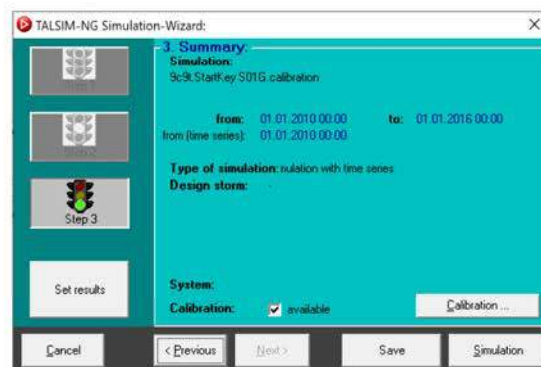 TALSIM-NG Simulation-Wizard:
3. Summary:
Simulation:
9c9t.StartKey S01G.calibration
from: 01.01.2010 00:00 to: 01.01.2016 00:00
from (time series): 01.01.2010 00:00
Type of simulation: nulation with time series
Design storm:
Step 3
Set results
System:
Calibration: available
Calibration ...
Cancel
< Previous
Next >
Save
Simulation